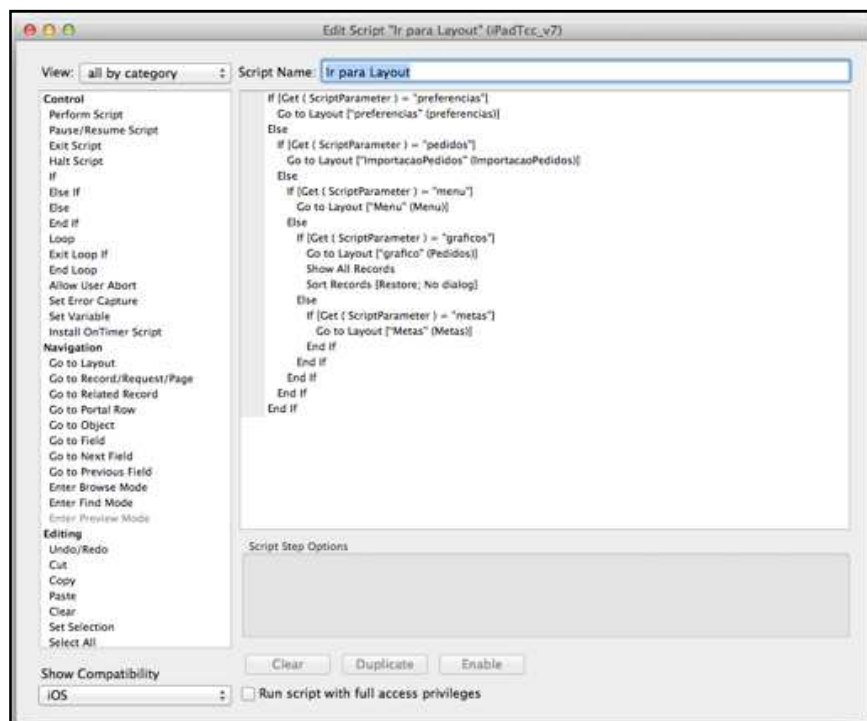 Edit Script "Ir para Layout" (iPadTcc_v7)
View: all by category Script Name: Ir para Layout
Control
Perform Script
Pause/Resume Script
Exit Script
Halt Script
If
Else If
Else
End If
Loop
Exit Loop If
End Loop
Allow User Abort
Set Error Capture
Set Variable
Install OnTimer Script
Navigation
Go to Layout
Go to Record/Request/Page
Go to Related Record
Go to Portal Row
Go to Object
Go to Field
Go to Next Field
Go to Previous Field
Enter Browse Mode
Enter Find Mode
Enter Preview Mode
Editing
Undo/Redo
Cut
Copy
Paste
Clear
Set Selection
Select All
If [Get ( ScriptParameter ) = "preferencias"]
Go to Layout ["preferencias" (preferencias)]
Else
If [Get ( ScriptParameter ) = "pedidos"]
Go to Layout ["ImportacaoPedidos" (ImportacaoPedidos)]
Else
If [Get ( ScriptParameter ) = "menu"]
Go to Layout ["Menu" (Menu)]
Else
If [Get ( ScriptParameter ) = "graficos"]
Go to Layout ["grafico" (Pedidos)]
Show All Records
Sort Records [Restore; No dialog]
Else
If [Get ( ScriptParameter ) = "metas"]
Go to Layout ["Metas" (Metas)]
End If
End If
End If
End If
End If
Script Step Options
Clear Duplicate Enable
Show Compatibility
iOS
Run script with full access privileges